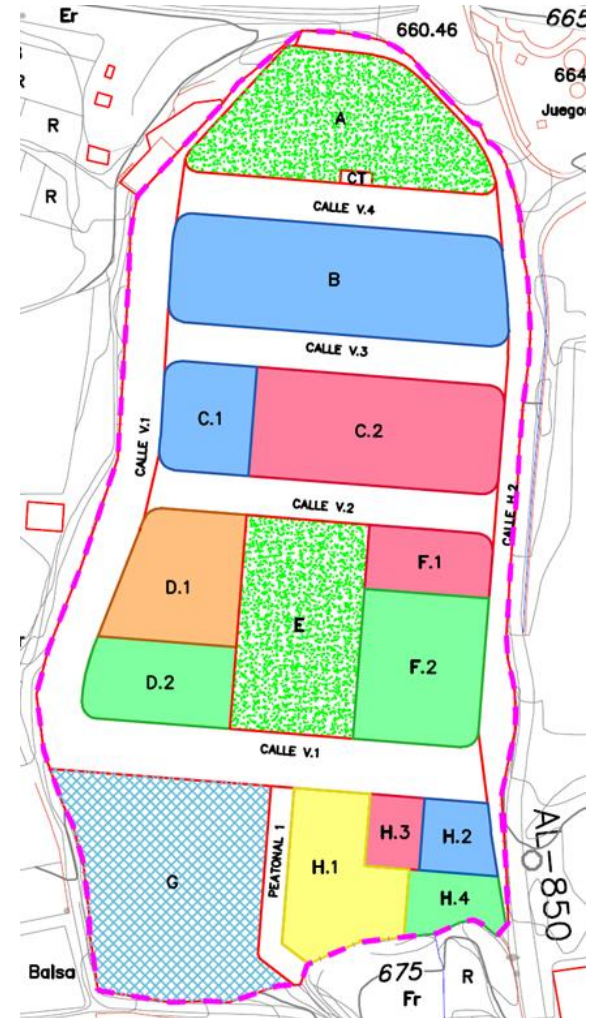 Er
660.46
665
664
Juego
R
R
A
CT
CALLE V.4
B
CALLE V.3
C.1
C.2
CALLE V.1
CALLE V.2
CALLE H.2
D.1
E
F.1
D.2
F.2
CALLE V.1
G
PEATONAL 1
H.1
H.3
H.2
H.4
AL-850
Balsa
675
Fr
R